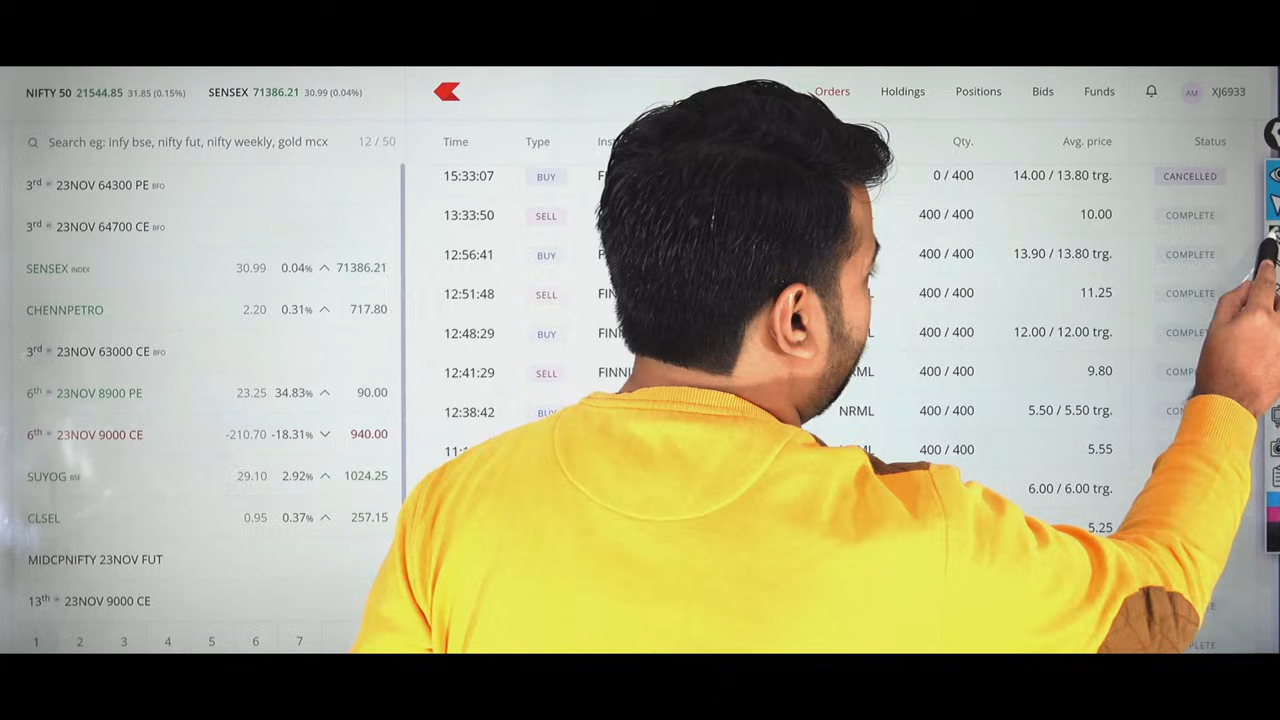 NIFTY 50 21544.85 31.85 (0.15%) SENSEX 71386.21 30.99 (0.04%)
Orders Holdings Positions Bids Funds AM XJ6933
Search eg: infy bse, nifty fut, nifty weekly, gold mcx 12 / 50
3rd w 23NOV 64300 PE BFO
3rd w 23NOV 64700 CE BFO
SENSEX INDEX 30.99 0.04% 71386.21
CHENNPETRO 2.20 0.31% 717.80
3rd w 23NOV 63000 CE BFO
6th w 23NOV 8900 PE 23.25 34.83% 90.00
6th w 23NOV 9000 CE -210.70 -18.31% 940.00
SUYOG BSE 29.10 2.92% 1024.25
CLSEL 0.95 0.37% 257.15
MIDCPNIFTY 23NOV FUT
13th w 23NOV 9000 CE
1 2 3 4 5 6 7
Time Type Qty. Avg. price Status
15:33:07 BUY 0 / 400 14.00 / 13.80 trg. CANCELLED
13:33:50 SELL 400 / 400 10.00 COMPLETE
12:56:41 BUY 400 / 400 13.90 / 13.80 trg. COMPLETE
12:51:48 SELL 400 / 400 11.25 COMPLETE
12:48:29 BUY 400 / 400 12.00 / 12.00 trg.
12:41:29 SELL 400 / 400 9.80
12:38:42 BUY NRML 400 / 400 5.50 / 5.50 trg.
400 / 400 5.55
6.00 / 6.00 trg.
5.25